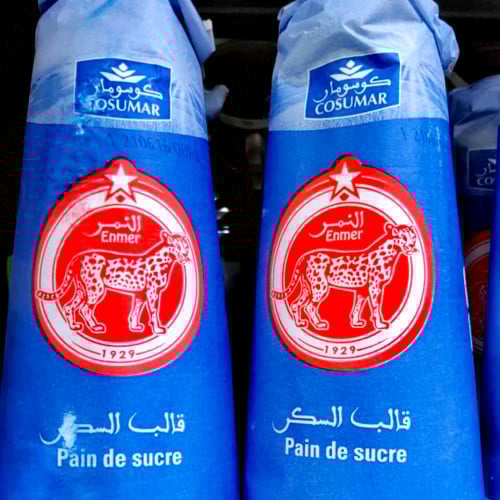 كوسومار
COSUMAR
النمر
Enmer
1929
قالب السكر
Pain de sucre
كوسومار
COSUMAR
النمر
Enmer
1929
قالب السكر
Pain de sucre
COSUMAR